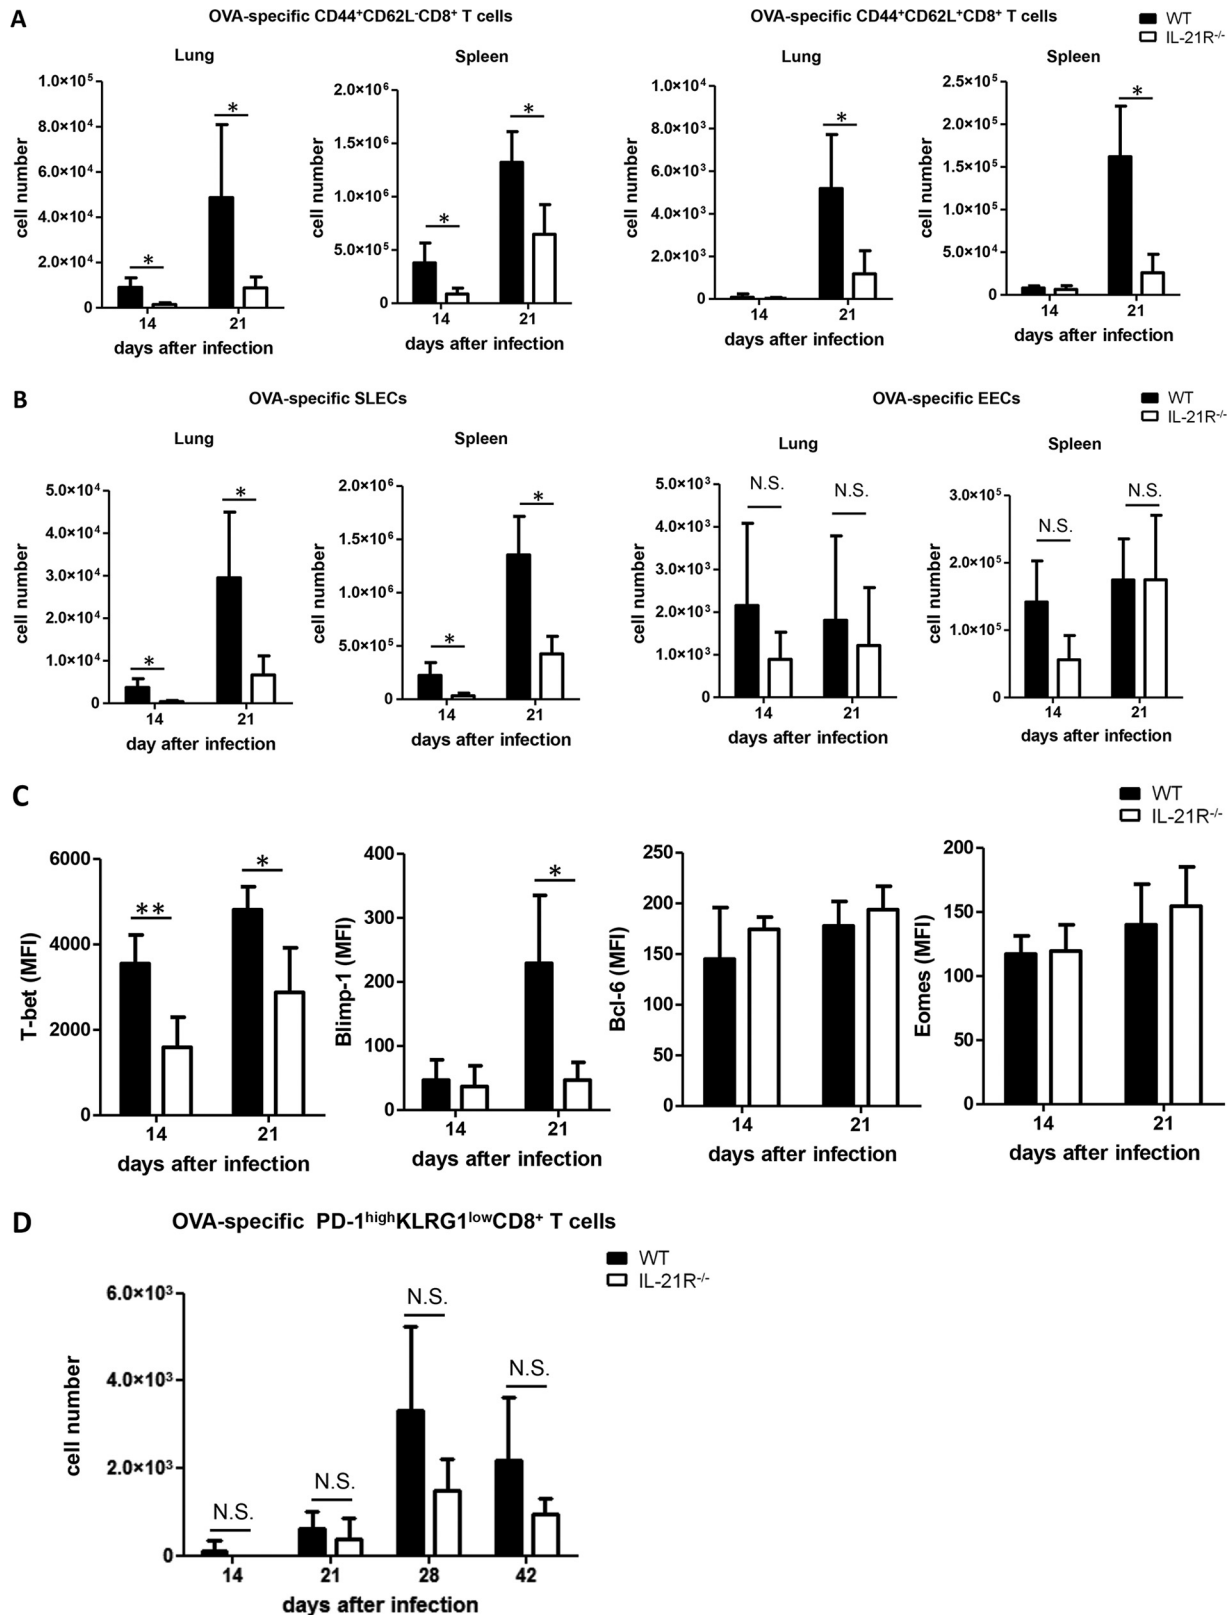 A
OVA-specific CD44⁺CD62L⁻CD8⁺ T cells
OVA-specific CD44⁺CD62L⁺CD8⁺ T cells
WT
IL-21R⁻/⁻
Lung
1.0×10⁵
8.0×10⁴
6.0×10⁴
4.0×10⁴
2.0×10⁴
0
cell number
*
*
14
21
days after infection
Spleen
2.0×10⁶
1.5×10⁶
1.0×10⁶
5.0×10⁵
0
cell number
*
*
14
21
days after infection
Lung
1.0×10⁴
8.0×10³
6.0×10³
4.0×10³
2.0×10³
0
cell number
*
14
21
days after infection
Spleen
2.5×10⁵
2.0×10⁵
1.5×10⁵
1.0×10⁵
5.0×10⁴
0
cell number
*
14
21
days after infection
B
OVA-specific SLECs
OVA-specific EECs
WT
IL-21R⁻/⁻
Lung
5.0×10⁴
4.0×10⁴
3.0×10⁴
2.0×10⁴
1.0×10⁴
0
cell number
*
*
14
21
day after infection
Spleen
2.0×10⁶
1.5×10⁶
1.0×10⁶
5.0×10⁵
0
cell number
*
*
14
21
days after infection
Lung
5.0×10³
4.0×10³
3.0×10³
2.0×10³
1.0×10³
0
cell number
N.S.
N.S.
14
21
days after infection
Spleen
3.0×10⁵
2.0×10⁵
1.0×10⁵
0
cell number
N.S.
N.S.
14
21
days after infection
C
WT
IL-21R⁻/⁻
6000
4000
2000
0
T-bet (MFI)
**
*
14
21
days after infection
400
300
200
100
0
Blimp-1 (MFI)
*
14
21
days after infection
250
200
150
100
50
0
Bcl-6 (MFI)
14
21
days after infection
200
150
100
50
0
Eomes (MFI)
14
21
days after infection
D
OVA-specific PD-1ʰⁱᵍʰKLRG1ˡᵒʷCD8⁺ T cells
WT
IL-21R⁻/⁻
6.0×10³
4.0×10³
2.0×10³
0
cell number
N.S.
N.S.
N.S.
N.S.
14
21
28
42
days after infection